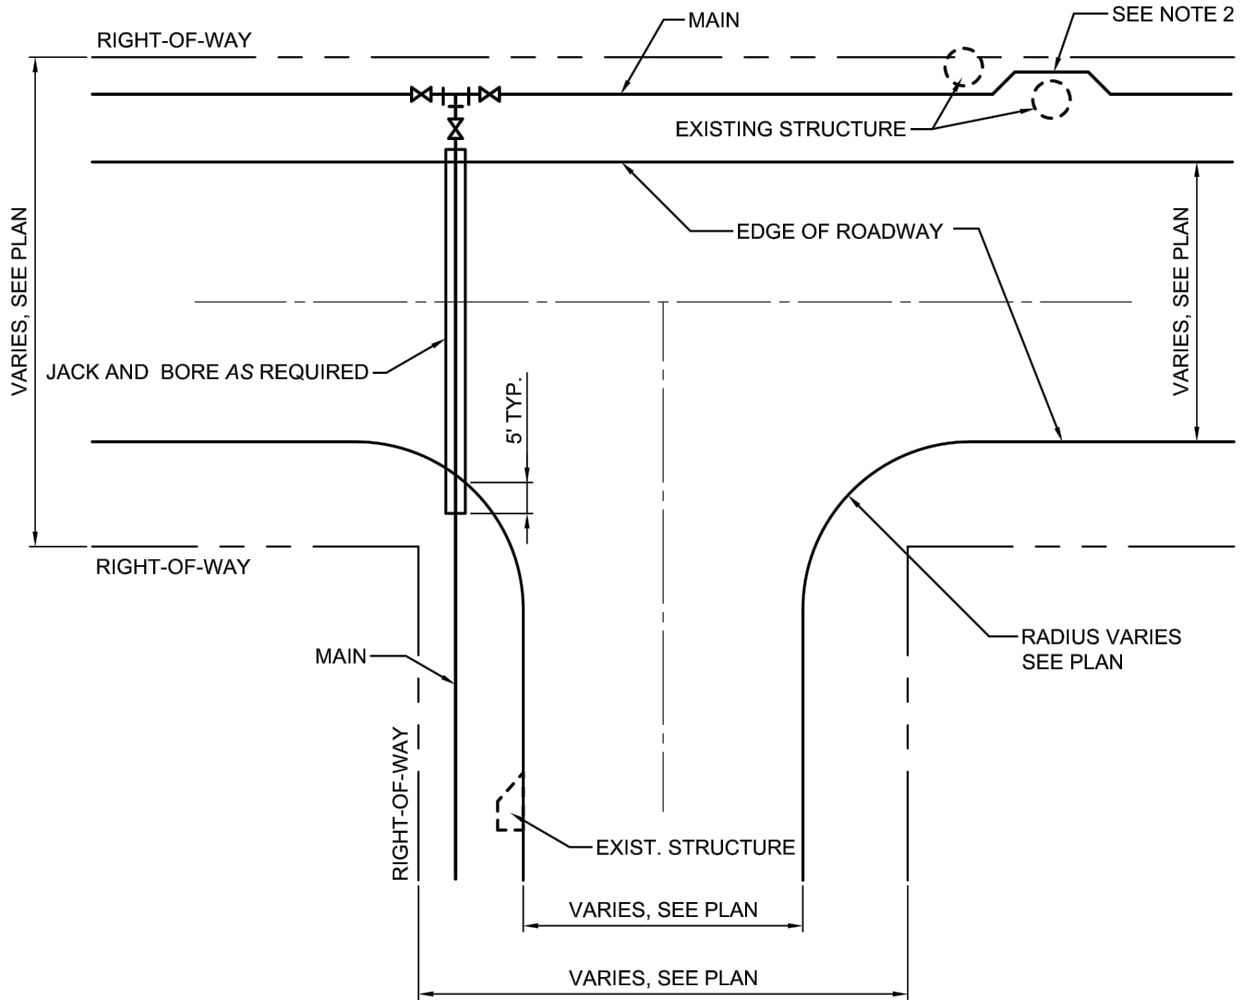 SEE NOTE 2
MAIN
RIGHT-OF-WAY
EXISTING STRUCTURE
EDGE OF ROADWAY
VARIES, SEE PLAN
VARIES, SEE PLAN
JACK AND BORE AS REQUIRED
5' TYP.
RIGHT-OF-WAY
RADIUS VARIES
SEE PLAN
MAIN
RIGHT-OF-WAY
EXIST. STRUCTURE
VARIES, SEE PLAN
VARIES, SEE PLAN